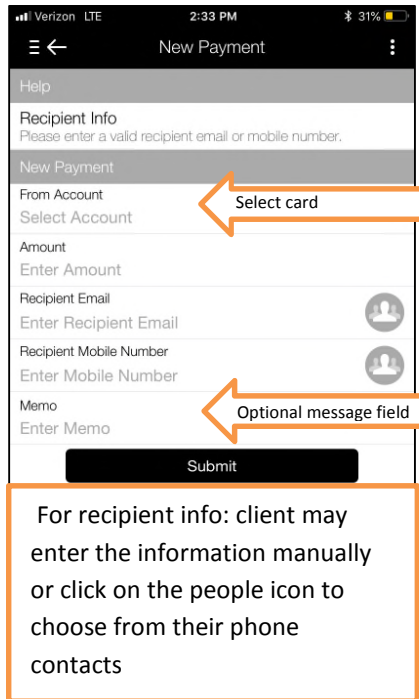 Verizon LTE 2:33 PM 31%
New Payment
Help
Recipient Info
Please enter a valid recipient email or mobile number.
New Payment
From Account
Select Account
Select card
Amount
Enter Amount
Recipient Email
Enter Recipient Email
Recipient Mobile Number
Enter Mobile Number
Memo
Enter Memo
Optional message field
Submit
For recipient info: client may
enter the information manually
or click on the people icon to
choose from their phone
contacts